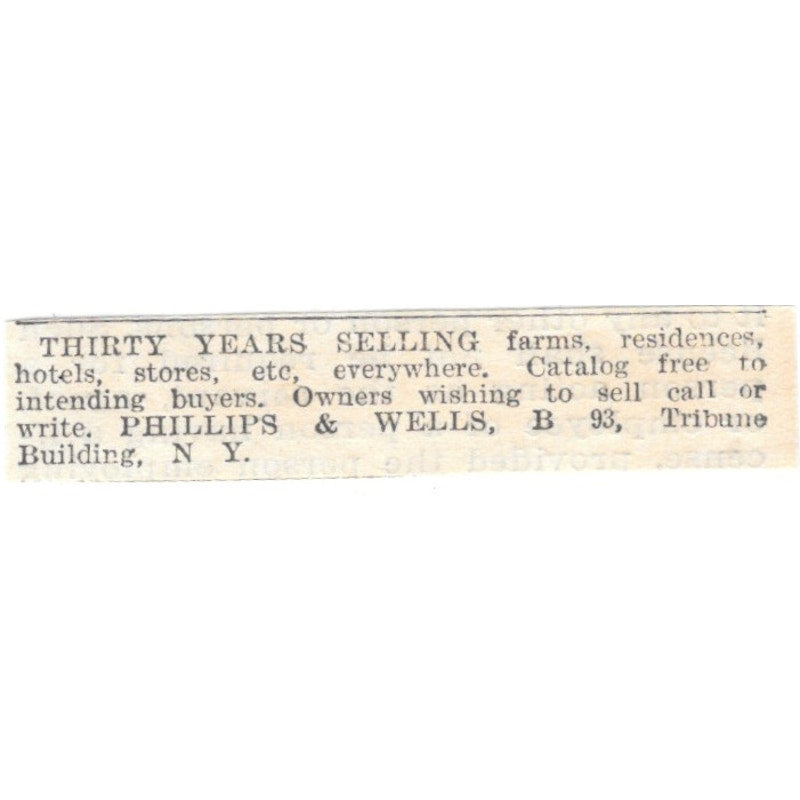 THIRTY YEARS SELLING farms, residences,
hotels, stores, etc, everywhere. Catalog free to
intending buyers. Owners wishing to sell call or
write. PHILLIPS & WELLS, B 93, Tribune
Building, N Y.